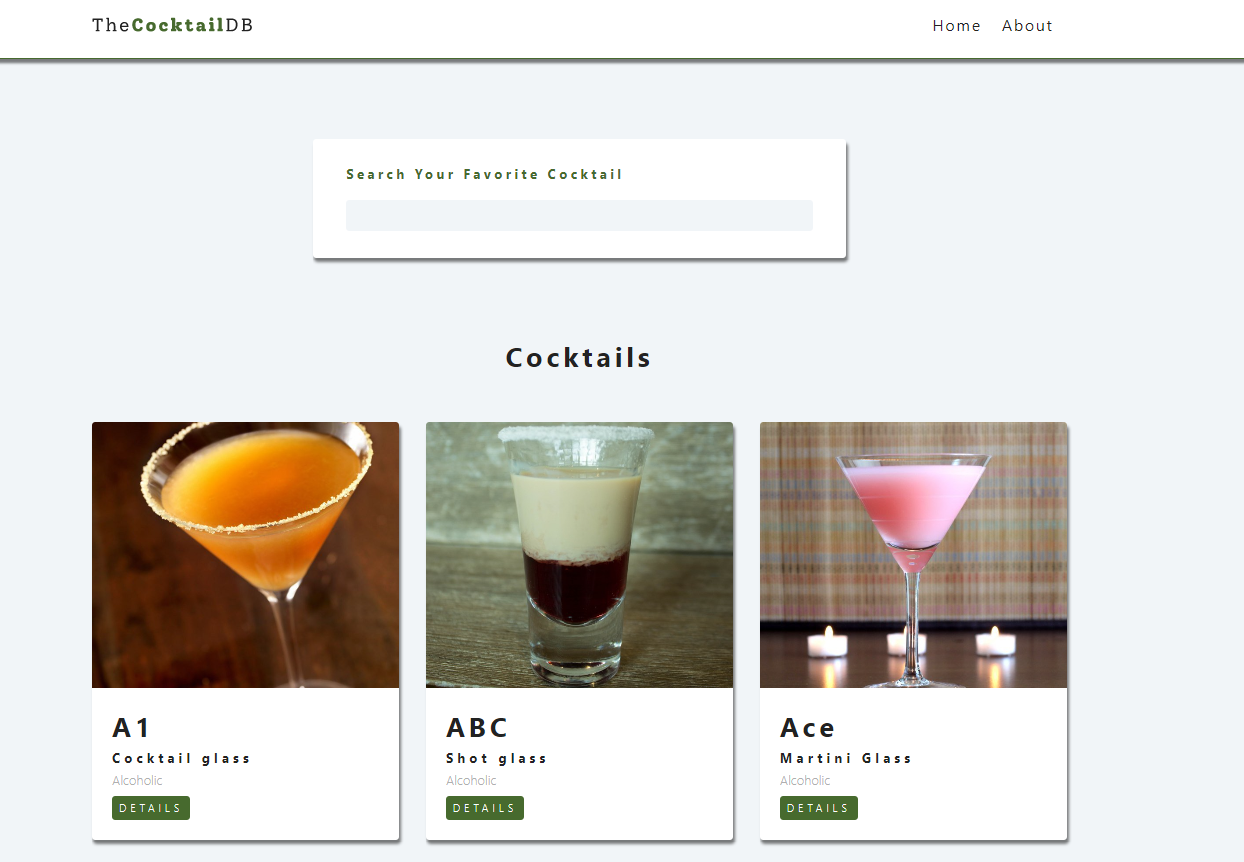 TheCocktailDB
Home About
Search Your Favorite Cocktail
Cocktails
A1
Cocktail glass
Alcoholic
DETAILS
ABC
Shot glass
Alcoholic
DETAILS
Ace
Martini Glass
Alcoholic
DETAILS